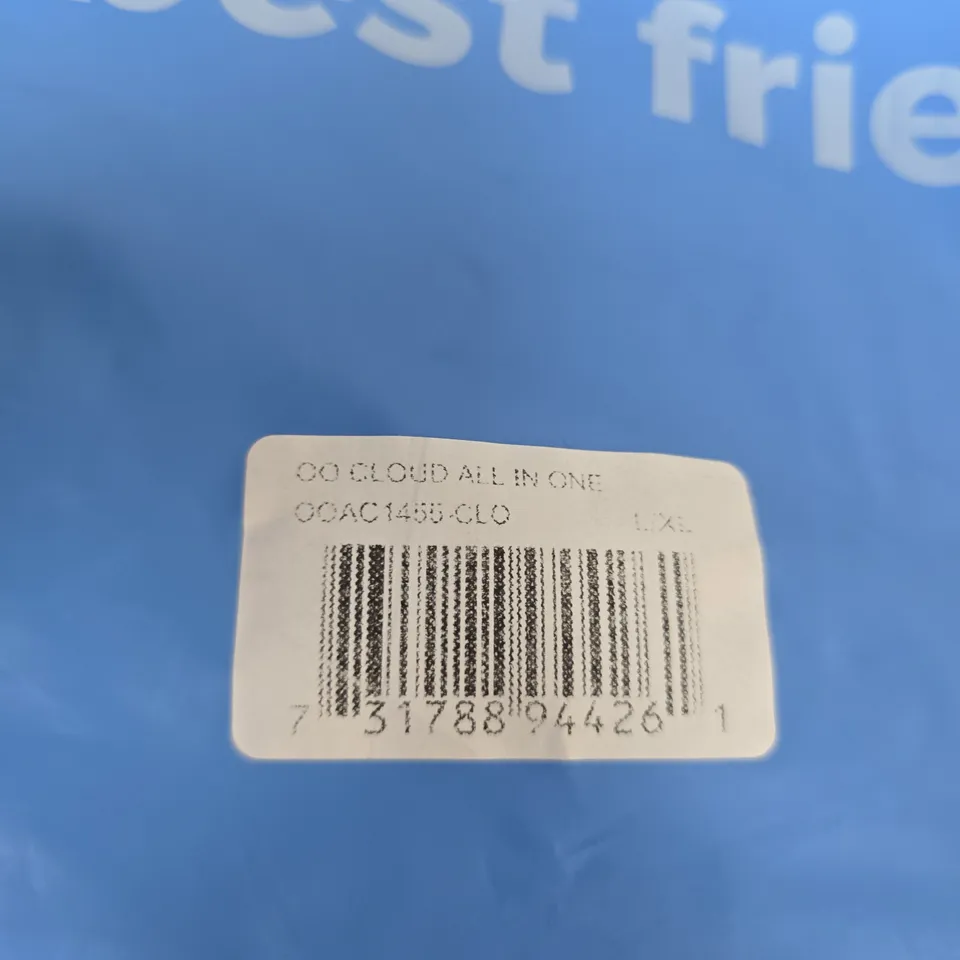 best frie
OO CLOUD ALL IN ONE
OOAC1455-CLO
L/XL
7 31788 94426 1